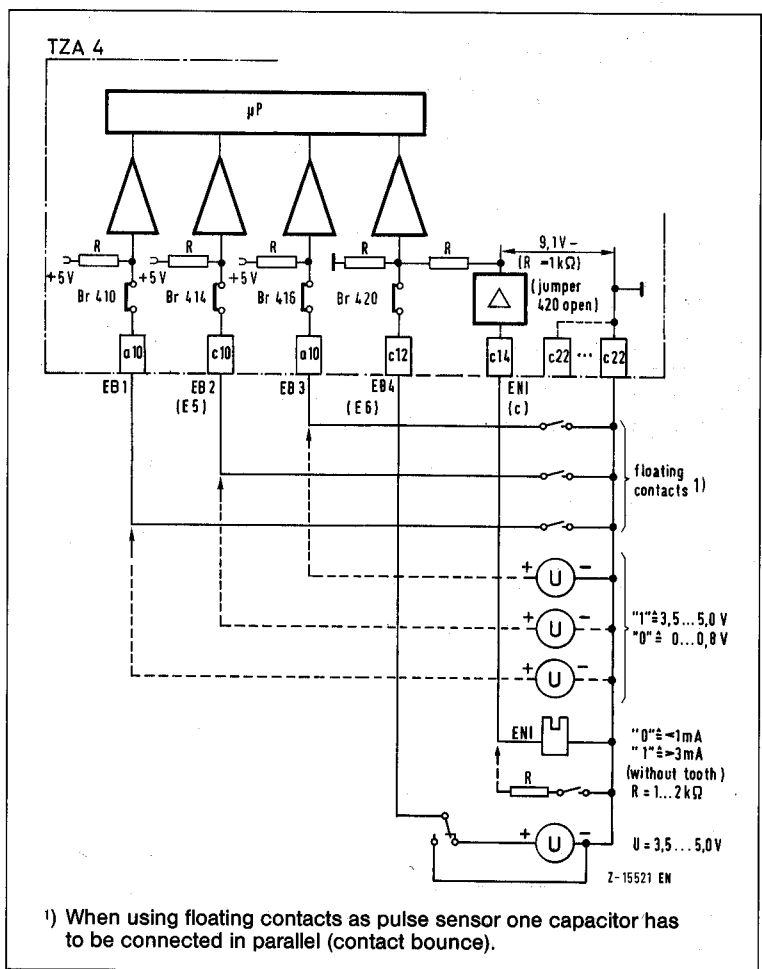 TZA 4
μP
R R R R R 9,1V–
+5V +5V +5V (R =1kΩ)
Br 410 Br 414 Br 416 Br 420 (jumper
420 open)
a10 c10 a10 c12 c14 c22 ··· c22
EB1 EB2 EB3 EB4 ENI
(E5) (E6) (c)
floating
contacts 1)
+ U –
+ U – "1"≙3,5...5,0 V
"0"≙ 0...0,8 V
+ U –
ENI "0"≙<1mA
"1"≙>3mA
(without tooth)
R R = 1...2kΩ
+ U – U = 3,5...5,0V
Z-15521 EN
1) When using floating contacts as pulse sensor one capacitor has
to be connected in parallel (contact bounce).